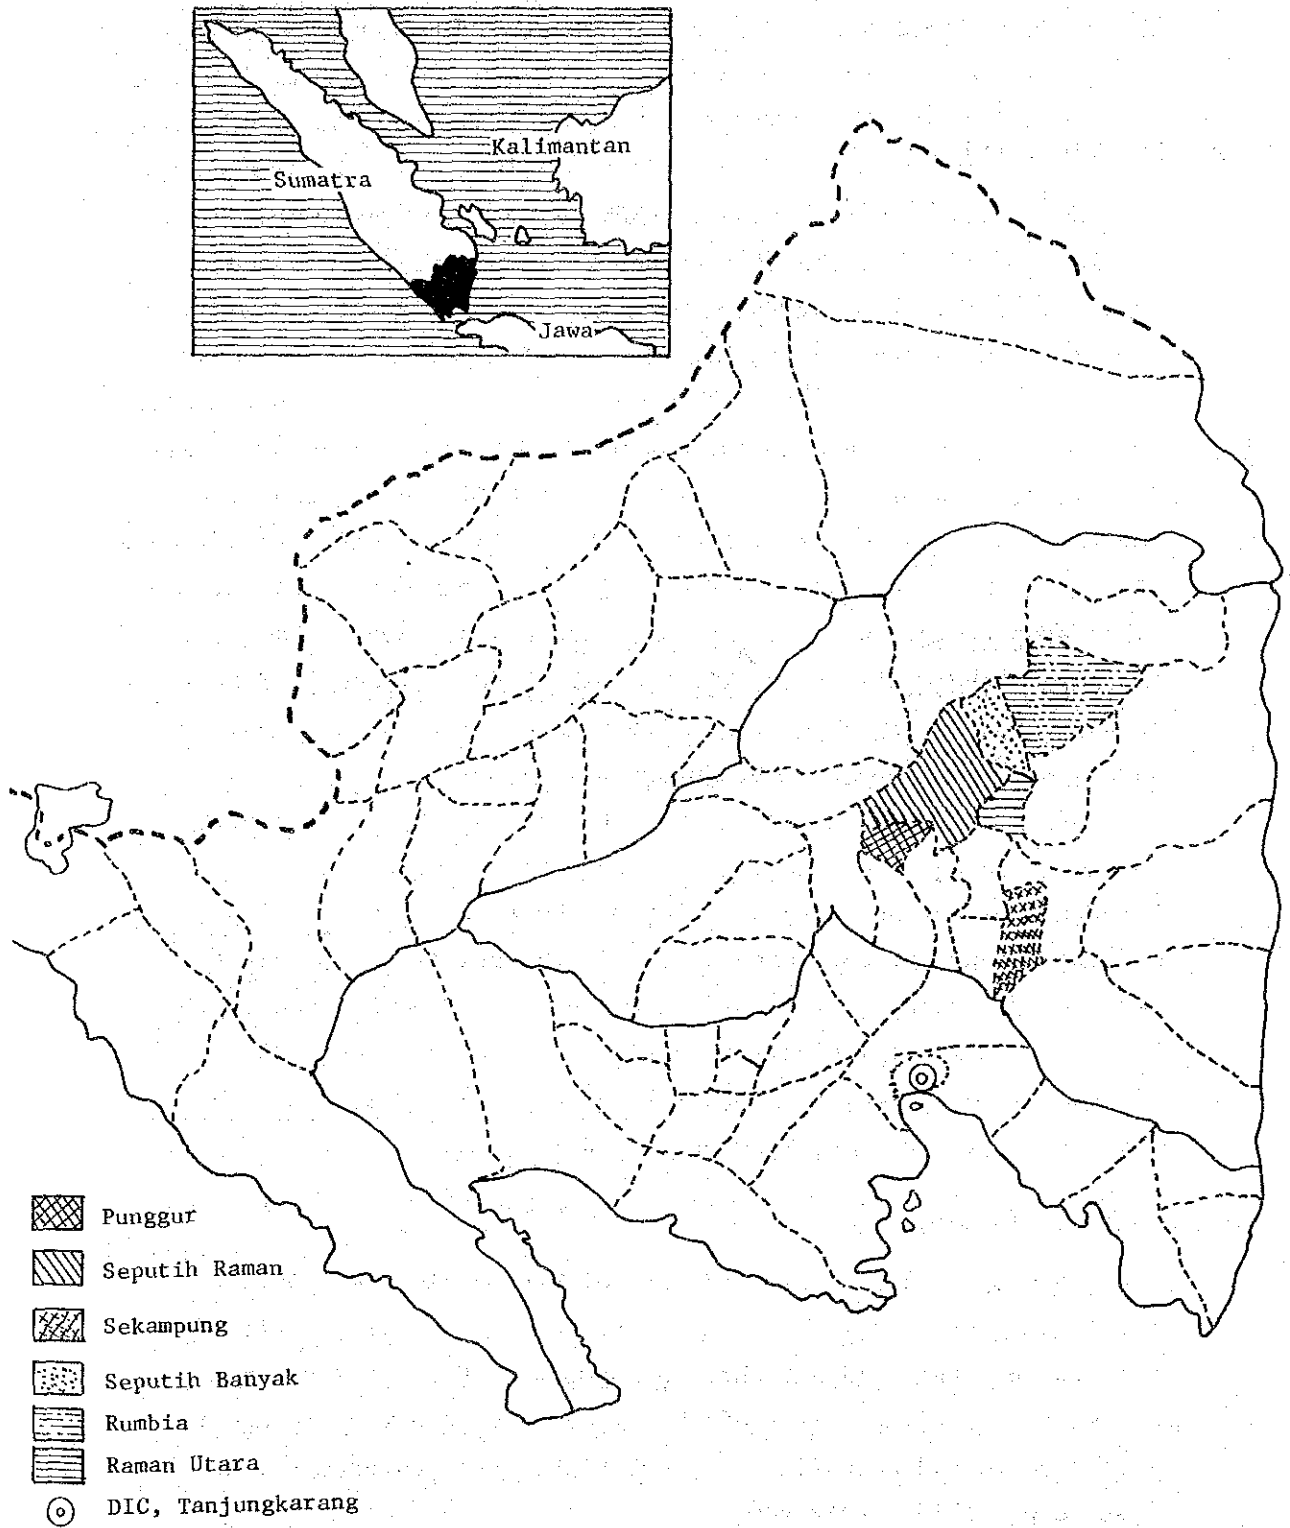 Kalimantan
Sumatra
Jawa
Punggur
Seputih Raman
Sekampung
Seputih Banyak
Rumbia
Raman Utara
DIC, Tanjungkarang